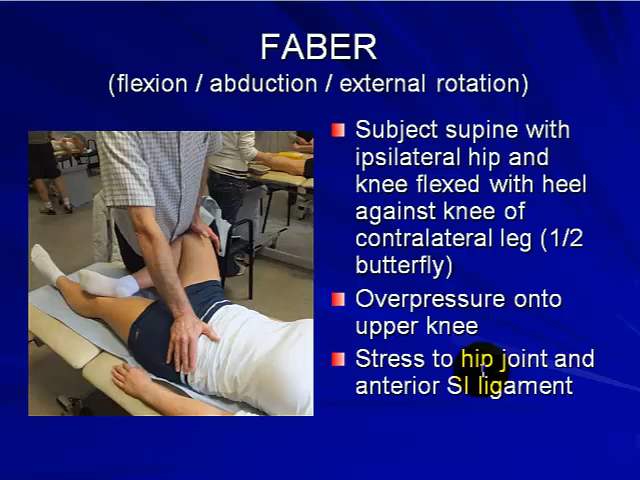 FABER
(flexion / abduction / external rotation)
Subject supine with
ipsilateral hip and
knee flexed with heel
against knee of
contralateral leg (1/2
butterfly)
Overpressure onto
upper knee
Stress to hip joint and
anterior SI ligament